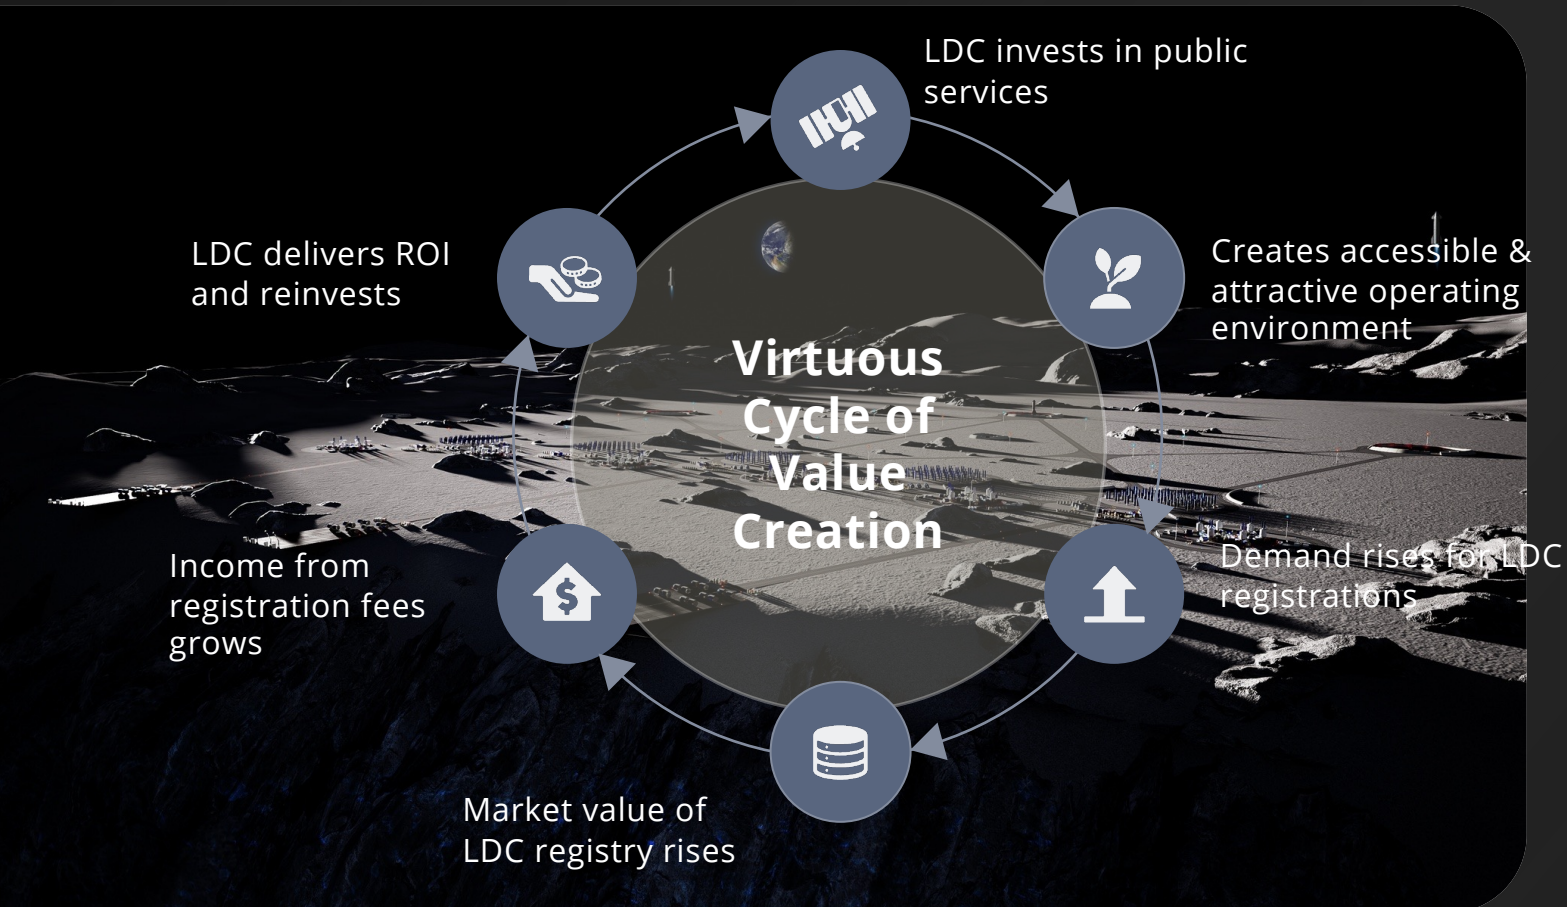 LDC invests in public
services
Creates accessible &
attractive operating
environment
Demand rises for LDC
registrations
Market value of
LDC registry rises
Income from
registration fees
grows
LDC delivers ROI
and reinvests
Virtuous
Cycle of
Value
Creation
$